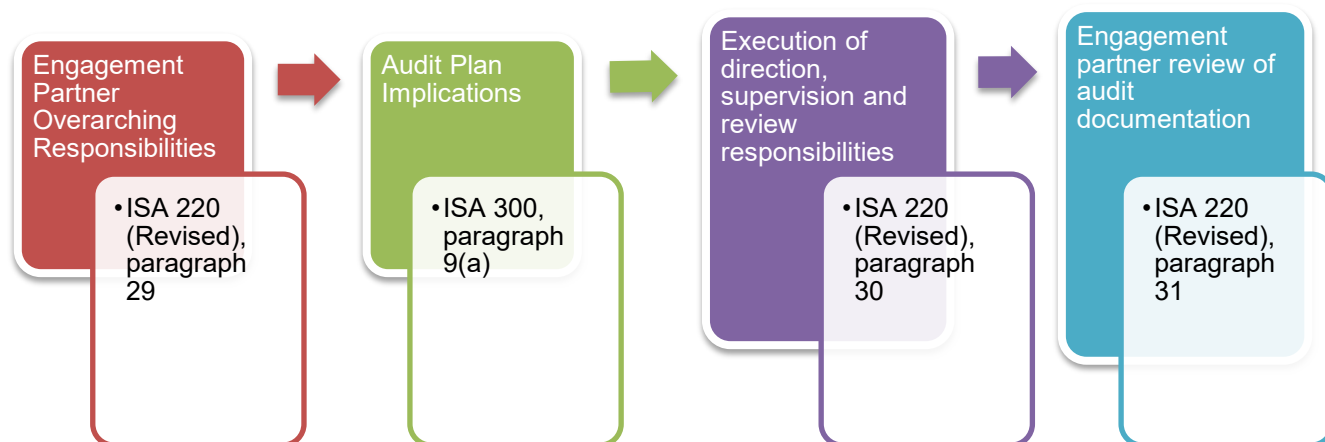 Engagement
Partner
Overarching
Responsibilities
•ISA 220
(Revised),
paragraph
29
Audit Plan
Implications
•ISA 300,
paragraph
9(a)
Execution of
direction,
supervision and
review
responsibilities
•ISA 220
(Revised),
paragraph
30
Engagement
partner review of
audit
documentation
•ISA 220
(Revised),
paragraph
31